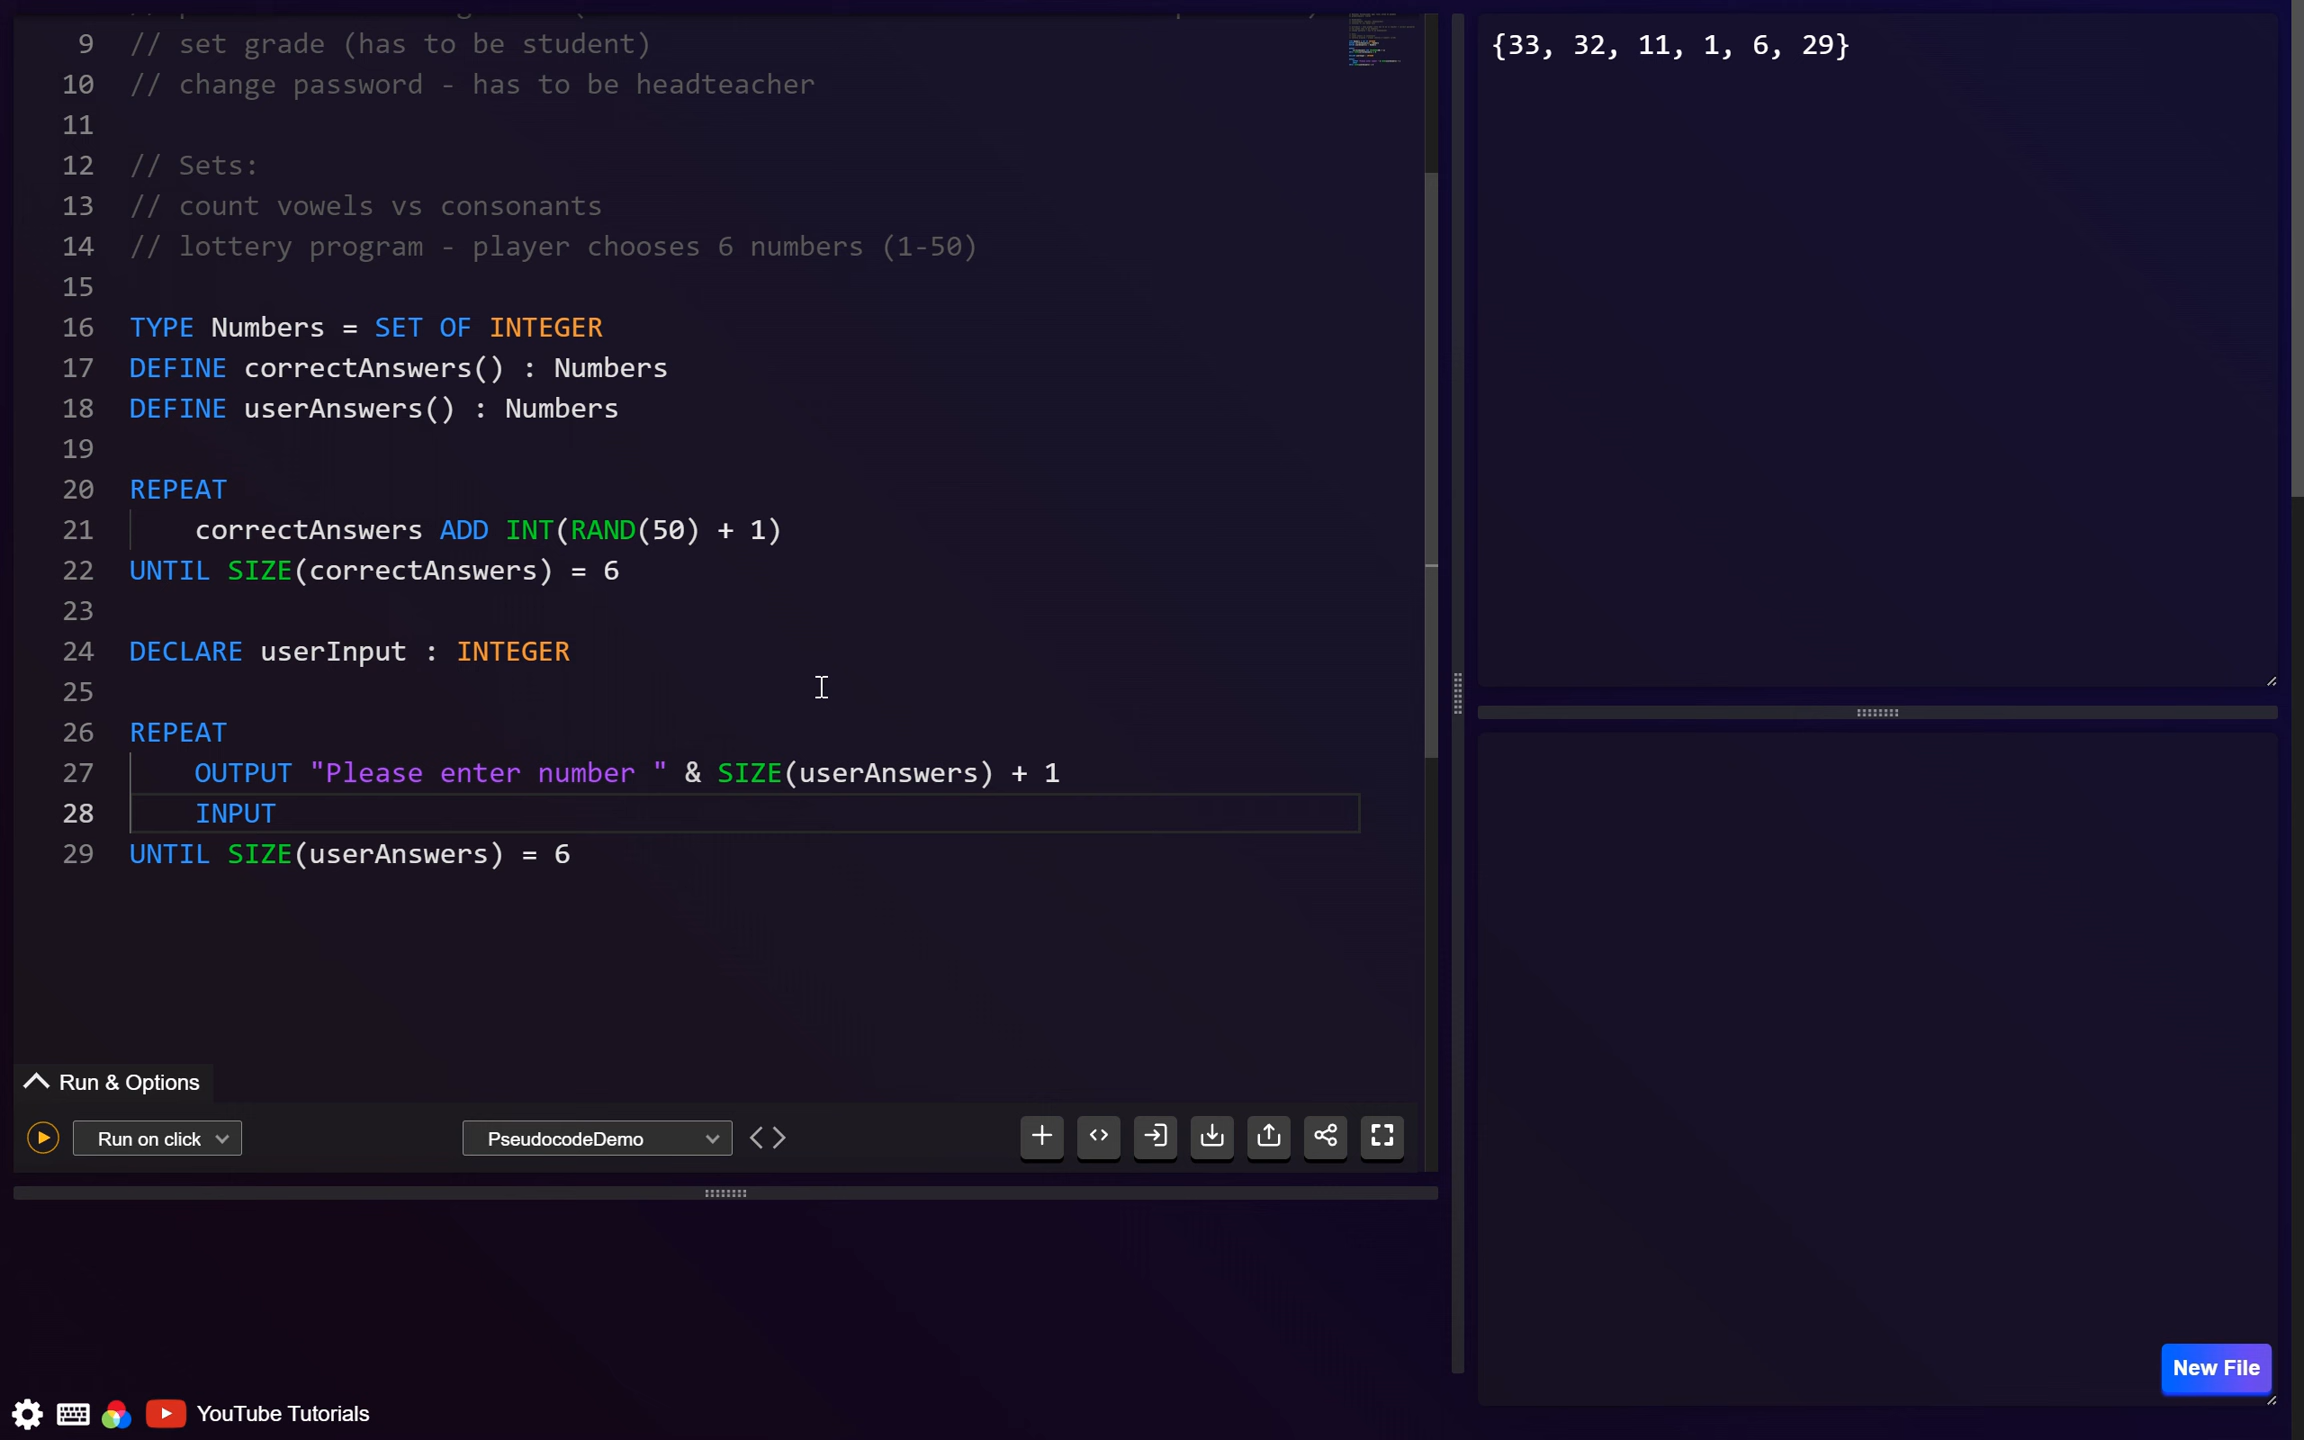 9 // set grade (has to be student)
10 // change password - has to be headteacher
11
12 // Sets:
13 // count vowels vs consonants
14 // lottery program - player chooses 6 numbers (1-50)
15
16 TYPE Numbers = SET OF INTEGER
17 DEFINE correctAnswers() : Numbers
18 DEFINE userAnswers() : Numbers
19
20 REPEAT
21 correctAnswers ADD INT(RAND(50) + 1)
22 UNTIL SIZE(correctAnswers) = 6
23
24 DECLARE userInput : INTEGER
25
26 REPEAT
27 OUTPUT "Please enter number " & SIZE(userAnswers) + 1
28 INPUT
29 UNTIL SIZE(userAnswers) = 6
Run & Options
Run on click
PseudocodeDemo
YouTube Tutorials
{33, 32, 11, 1, 6, 29}
New File